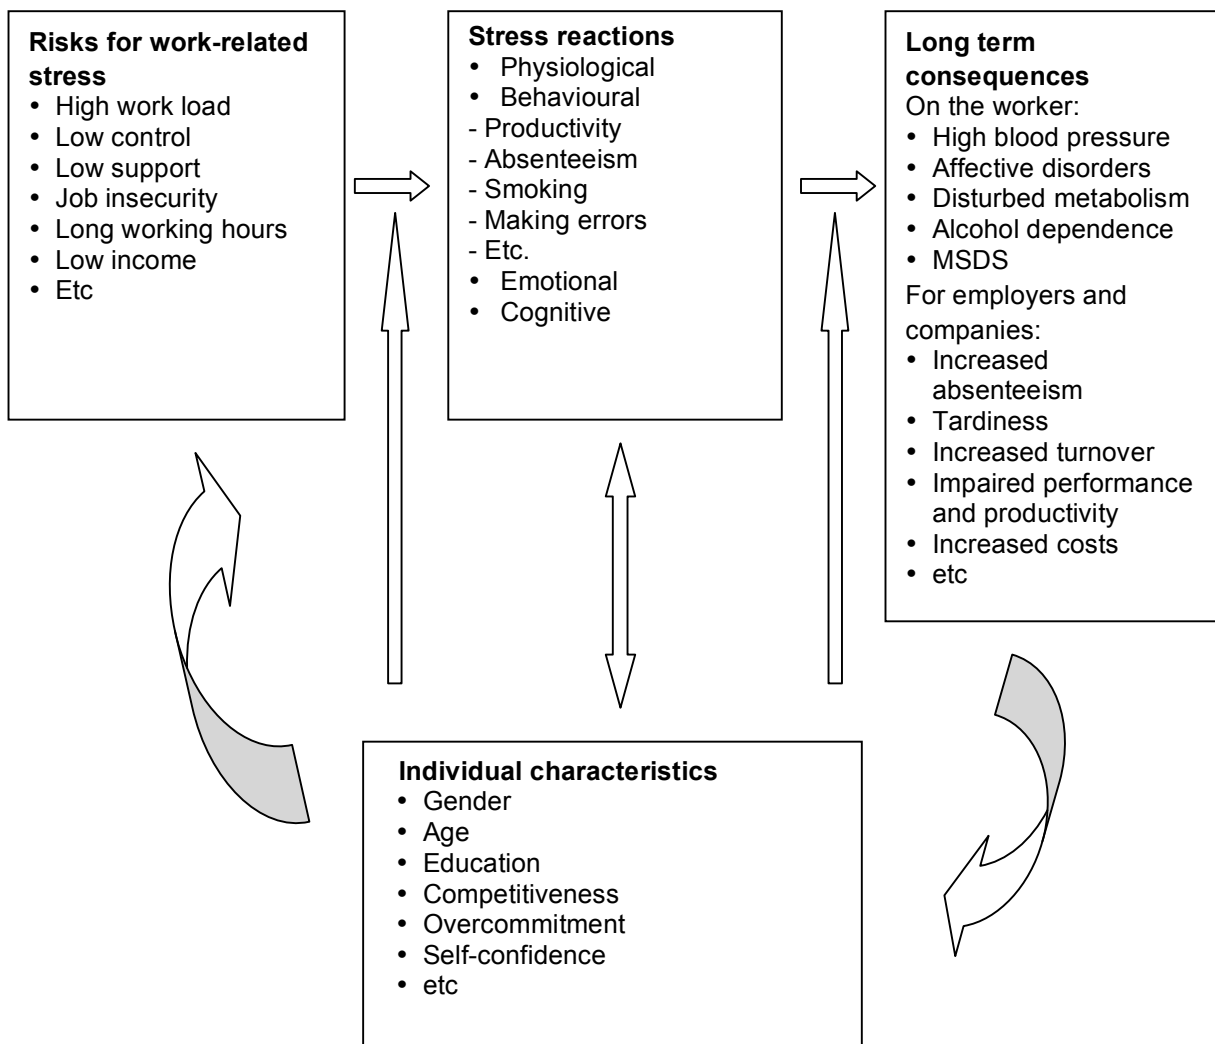 Risks for work-related
stress
• High work load
• Low control
• Low support
• Job insecurity
• Long working hours
• Low income
• Etc
Stress reactions
• Physiological
• Behavioural
- Productivity
- Absenteeism
- Smoking
- Making errors
- Etc.
• Emotional
• Cognitive
Long term
consequences
On the worker:
• High blood pressure
• Affective disorders
• Disturbed metabolism
• Alcohol dependence
• MSDS
For employers and
companies:
• Increased
absenteeism
• Tardiness
• Increased turnover
• Impaired performance
and productivity
• Increased costs
• etc
Individual characteristics
• Gender
• Age
• Education
• Competitiveness
• Overcommitment
• Self-confidence
• etc